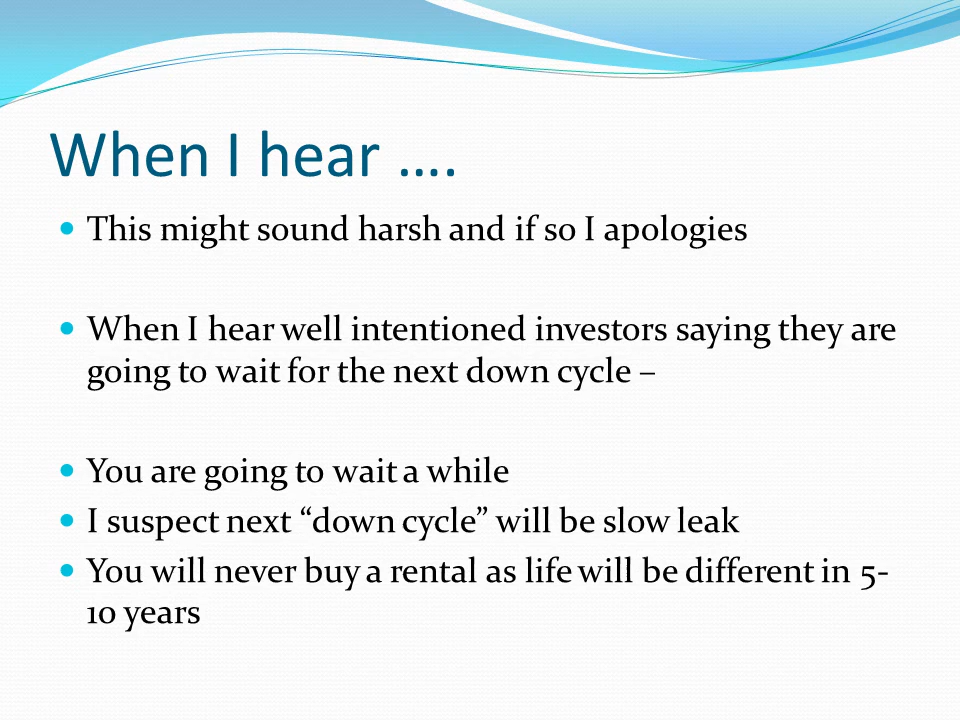 When I hear ....
This might sound harsh and if so I apologies
When I hear well intentioned investors saying they are
going to wait for the next down cycle –
You are going to wait a while
I suspect next “down cycle” will be slow leak
You will never buy a rental as life will be different in 5-
10 years